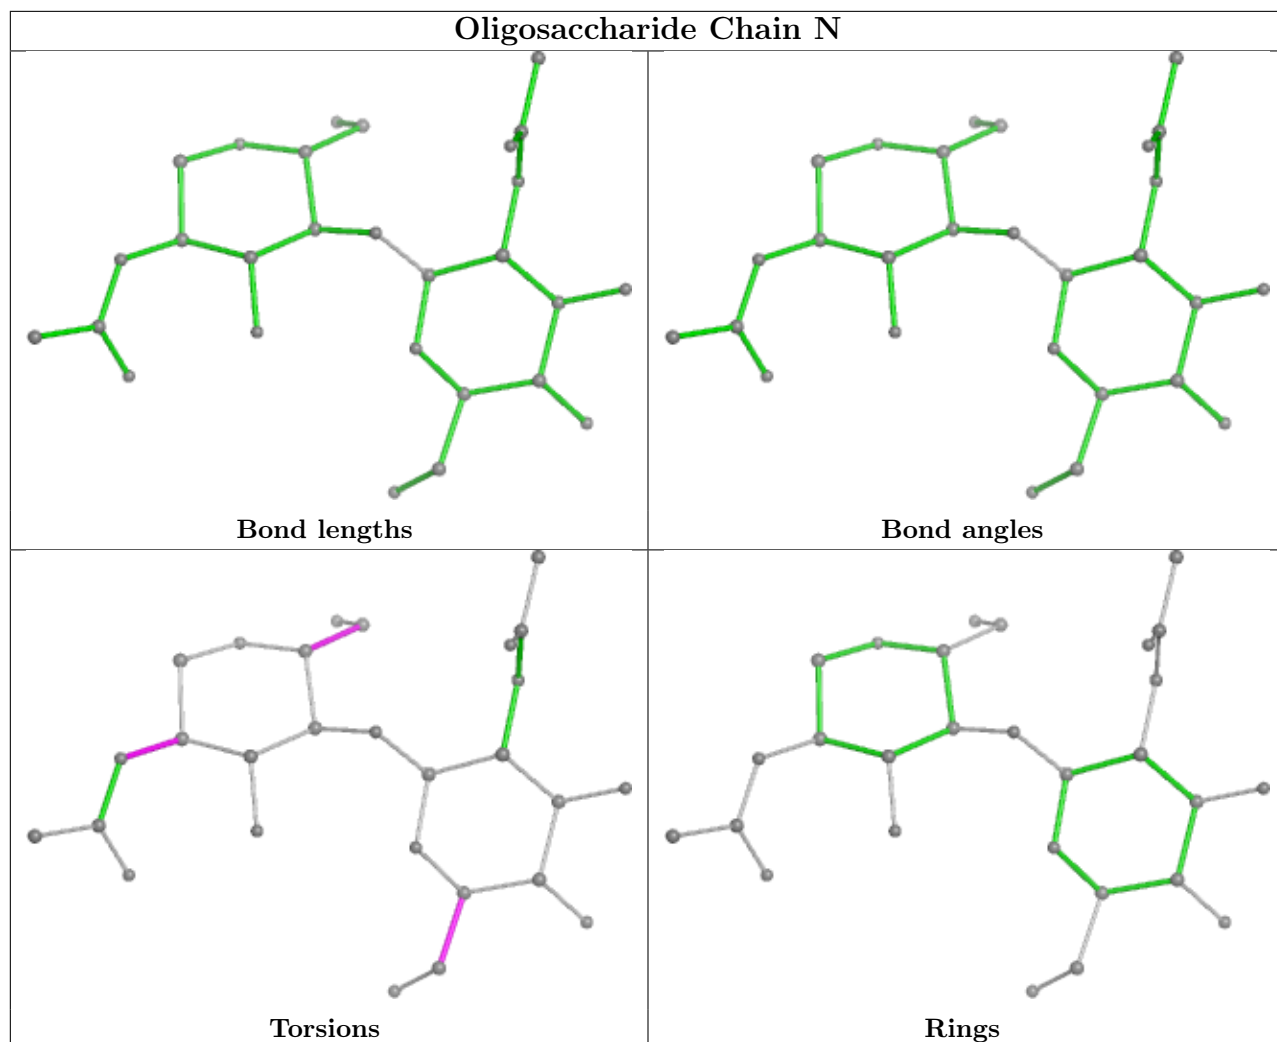 Oligosaccharide Chain N
Bond lengths
Bond angles
Torsions
Rings